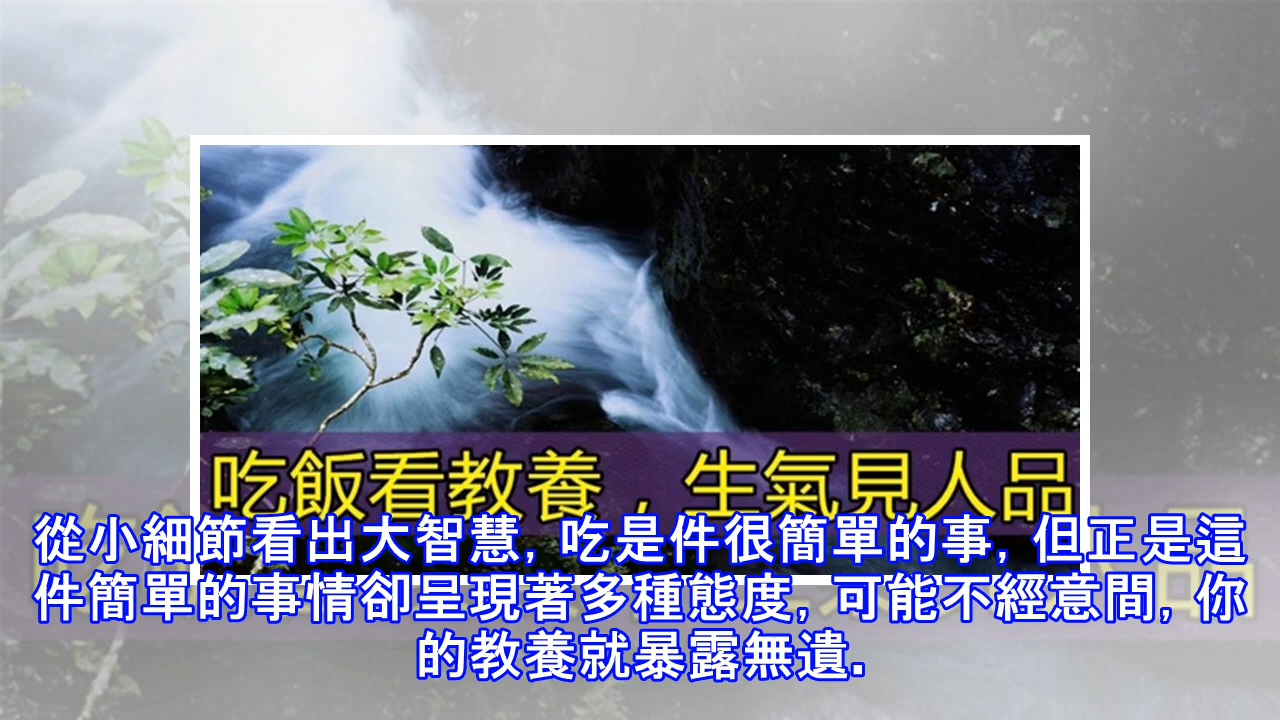 吃飯看教養，生氣見人品
從小細節看出大智慧, 吃是件很簡單的事, 但正是這
件簡單的事情卻呈現著多種態度, 可能不經意間, 你
的教養就暴露無遺.